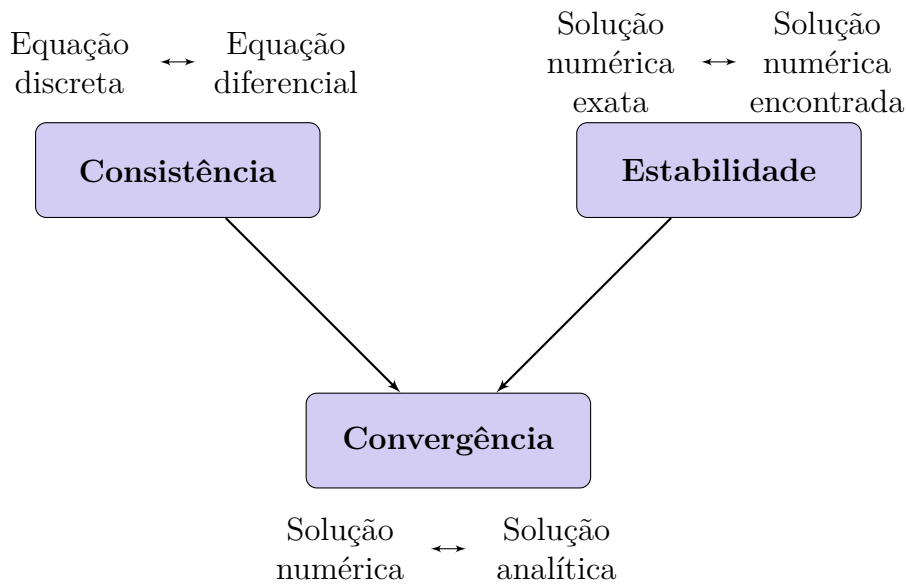 Equação
discreta
Equação
diferencial
Solução
numérica
exata
Solução
numérica
encontrada
Consistência
Estabilidade
Convergência
Solução
numérica
Solução
analítica